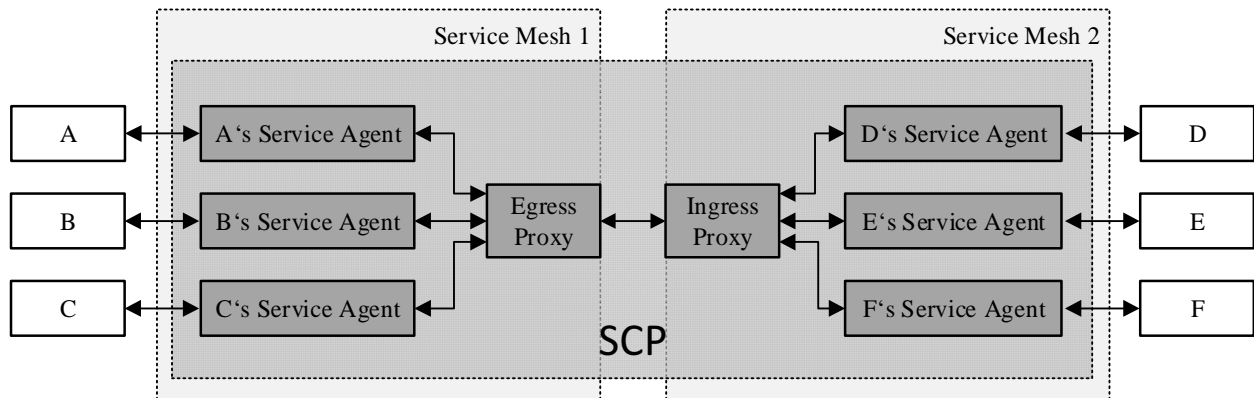 Service Mesh 1
Service Mesh 2
A
A‘s Service Agent
D‘s Service Agent
D
B
B‘s Service Agent
Egress
Proxy
Ingress
Proxy
E‘s Service Agent
E
C
C‘s Service Agent
F‘s Service Agent
F
SCP